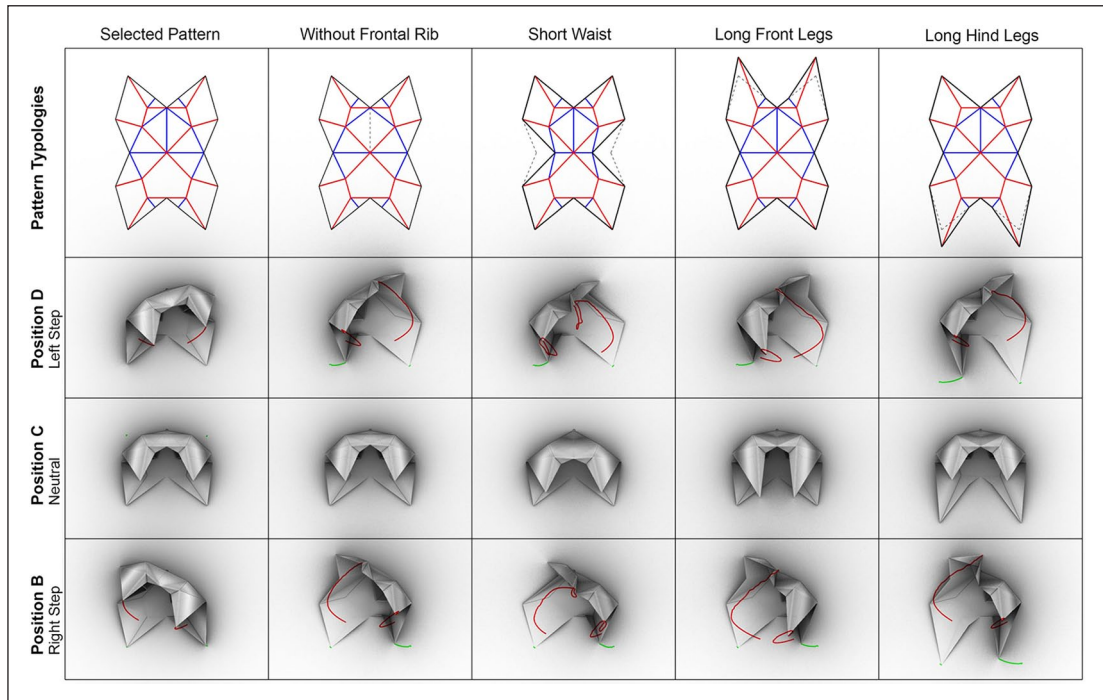 Selected Pattern
Without Frontal Rib
Short Waist
Long Front Legs
Long Hind Legs
Pattern Typologies
Position D
Left Step
Position C
Neutral
Position B
Right Step